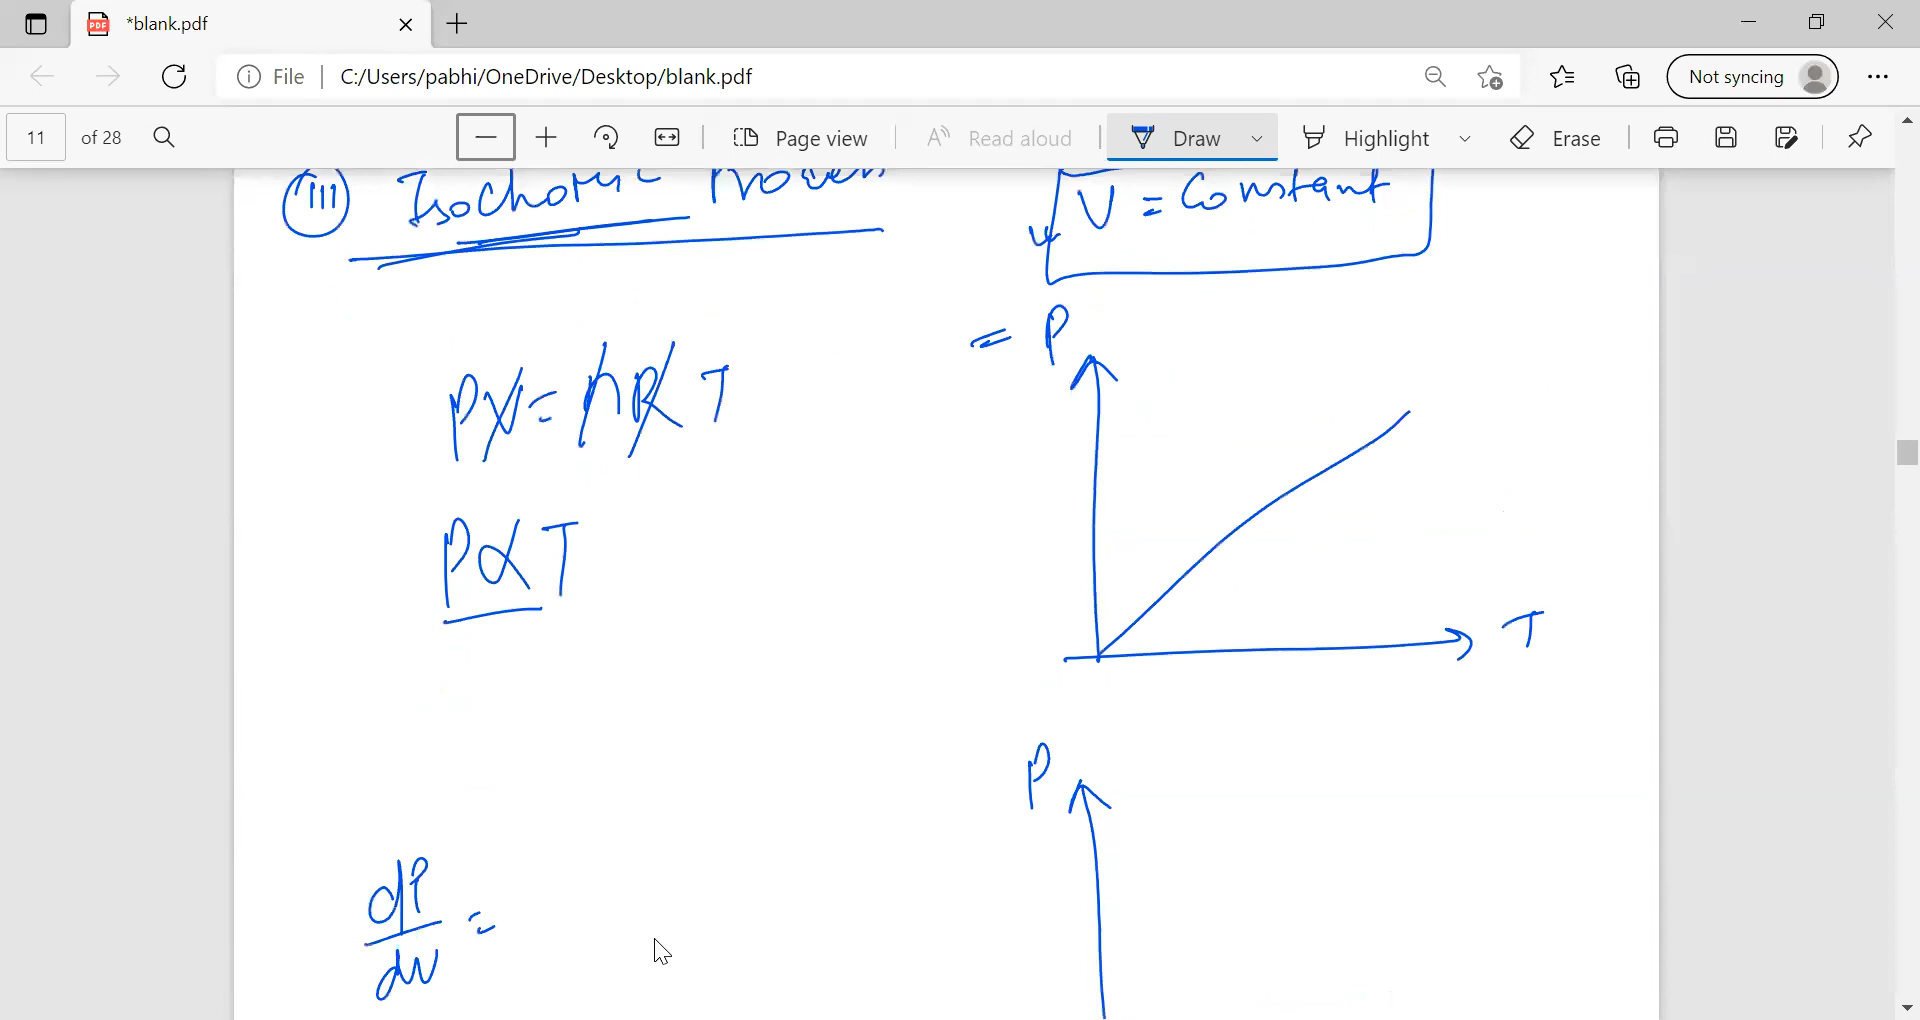 *blank.pdf
File C:/Users/pabhi/OneDrive/Desktop/blank.pdf Not syncing
11 of 28 Page view Read aloud Draw Highlight Erase
(III) Isochoric Process
V = Constant
PV = nR T
P ∝ T
P
T
P
dP/dv =